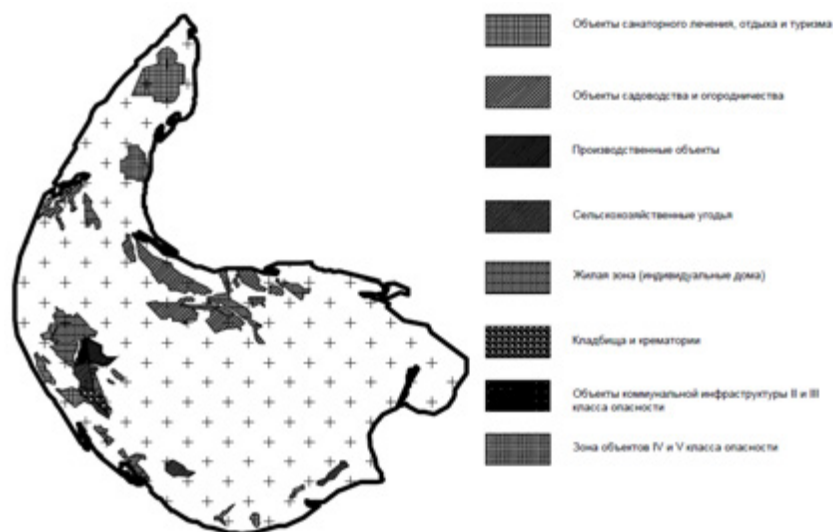 Объекты санаторного лечения, отдыха и туризма
Объекты садоводства и огородничества
Производственные объекты
Сельскохозяйственные угодья
Жилая зона (индивидуальные дома)
Кладбища и крематории
Объекты коммунальной инфраструктуры II и III
класса опасности
Зона объектов IV и V класса опасности